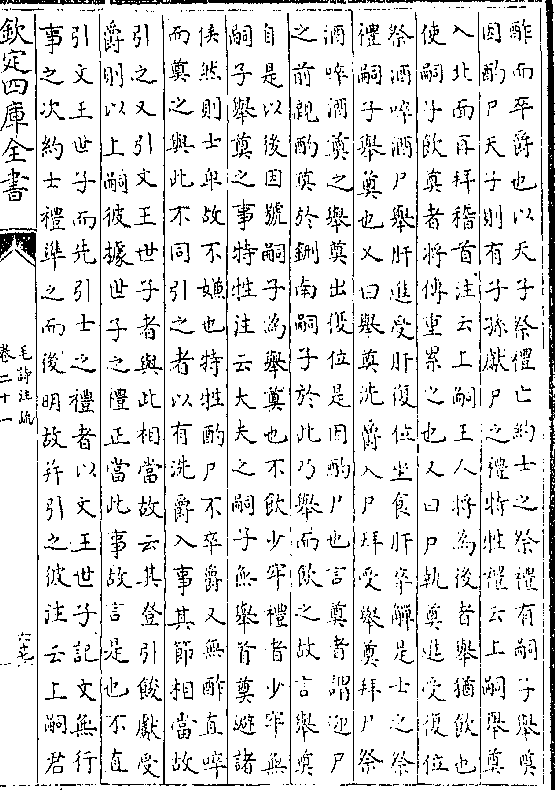 酢而卒爵也以天子祭禮亡約士之祭禮有嗣子舉奠
因酌尸天子則有子孫獻尸之禮特牲禮云上嗣舉奠
入北面再拜稽首注云上嗣王人將為後者舉猶飲也
使嗣子飲奠者將傳重累之也又曰尸執奠進受復位
祭酒啐酒尸舉肝進受肝復位坐食肝卒觶是士之祭
禮嗣子舉奠也又曰舉奠洗爵入尸拜受舉奠拜尸祭
酒啐酒奠之舉奠出復位是因酌尸也言奠者謂迎尸
之前祝酌奠於鉶南嗣子於此乃舉而飲之故言舉奠
自是以後因號嗣子為舉奠也不飲少牢禮者少牢無
嗣子舉奠之事特牲注云大夫之嗣子無舉首奠避諸
侯然則士卑故不嫌也特牲酌尸不卒爵又無酢直啐
而奠之與此不同引之者以有洗爵入事其節相當故
引之又引文王世子者與此相當故云其登引餕獻受
爵則以上嗣彼據世子之禮正當此事故言是也不直
引文王世子而先引士之禮者以文王世子記文無行
事之次約士禮準之而後明故并引之彼注云上嗣君
欽定四庫全書
毛詩注疏
卷二十一